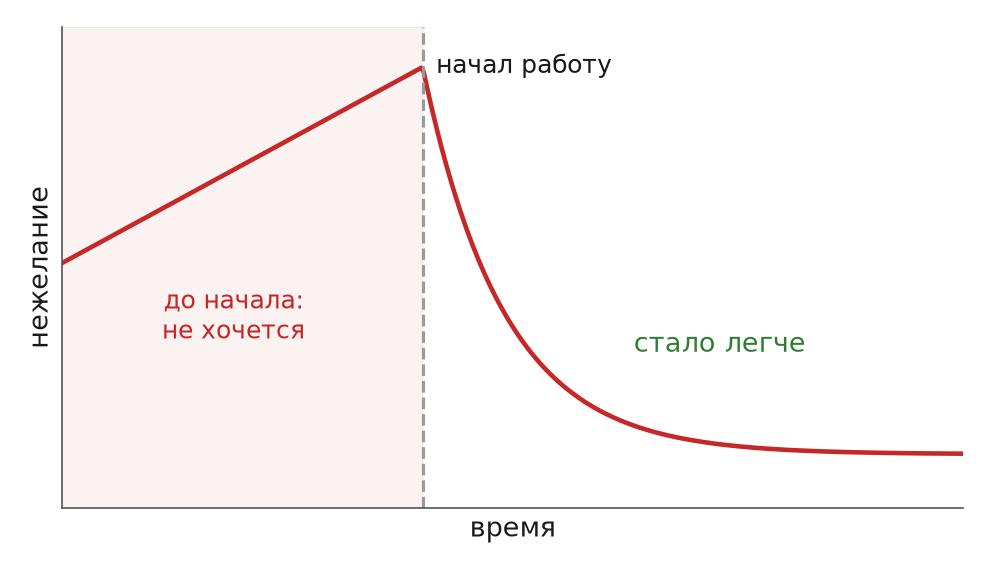 начал работу
нежелание
до начала:
не хочется
стало легче
время